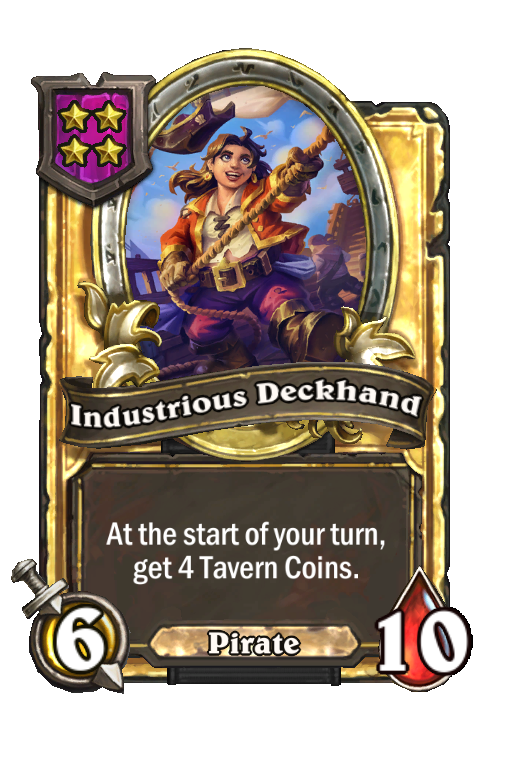 Industrious Deckhand
At the start of your turn,
get 4 Tavern Coins.
6
Pirate
10